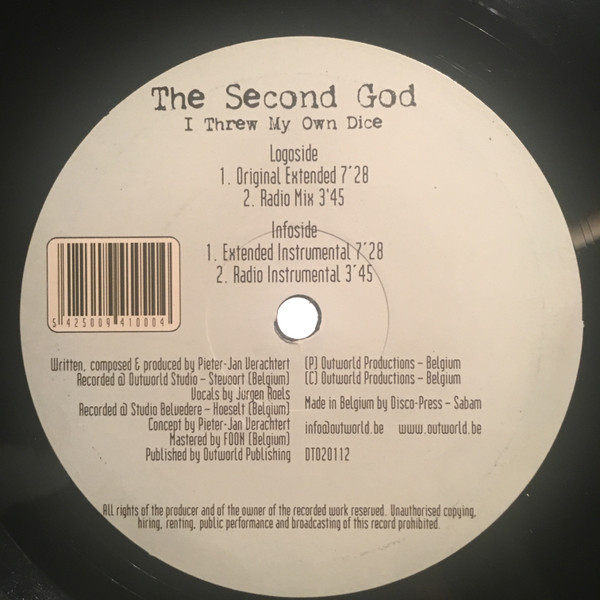 The Second God
I Threw My Own Dice
Logoside
1. Original Extended 7'28
2. Radio Mix 3'45
Infoside
1. Extended Instrumental 7'28
2. Radio Instrumental 3'45
5 425009 410004
Written, composed & produced by Pieter-Jan Verachtert
Recorded @ Outworld Studio – Stevoort (Belgium)
Vocals by Jürgen Roels
Recorded @ Studio Belvedere – Hoeselt (Belgium)
Concept by Pieter-Jan Verachtert
Mastered by FOON (Belgium)
Published by Outworld Publishing
(P) Outworld Productions – Belgium
(C) Outworld Productions – Belgium
Made in Belgium by Disco-Press – Sabam
info@outworld.be www.outworld.be
DT020112
All rights of the producer and of the owner of the recorded work reserved. Unauthorised copying,
hiring, renting, public performance and broadcasting of this record prohibited.